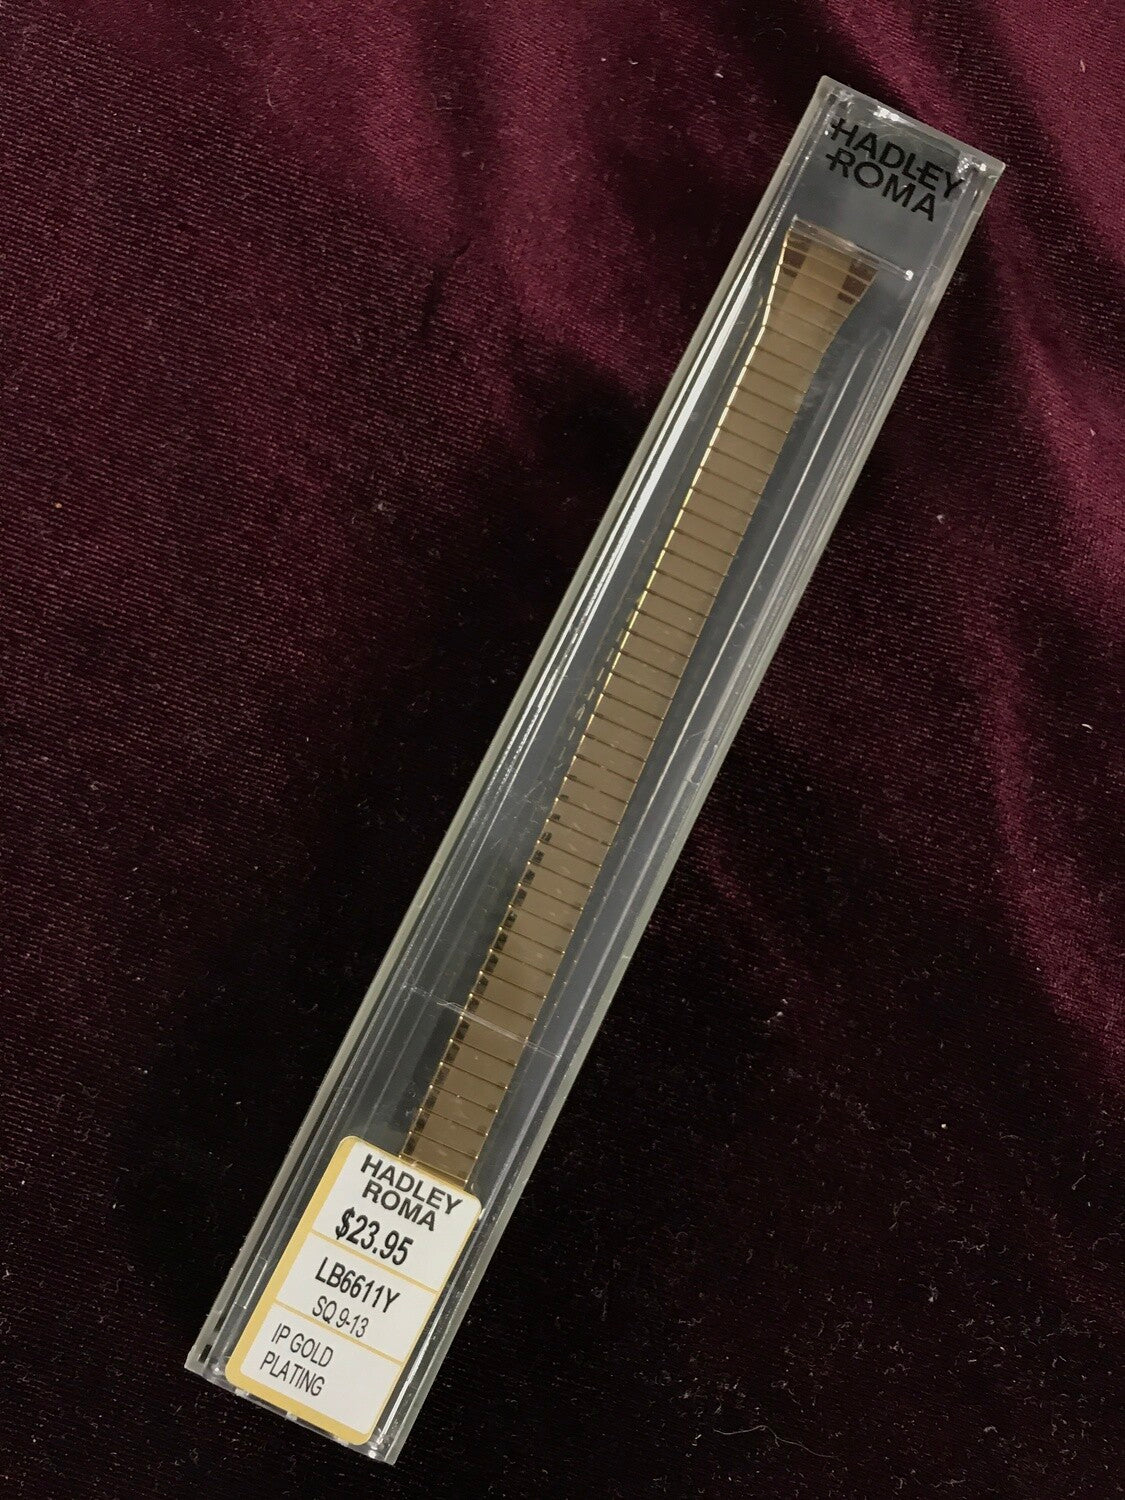 HADLEY
ROMA
HADLEY
ROMA
$23.95
LB6611Y
SQ 9-13
IP GOLD
PLATING